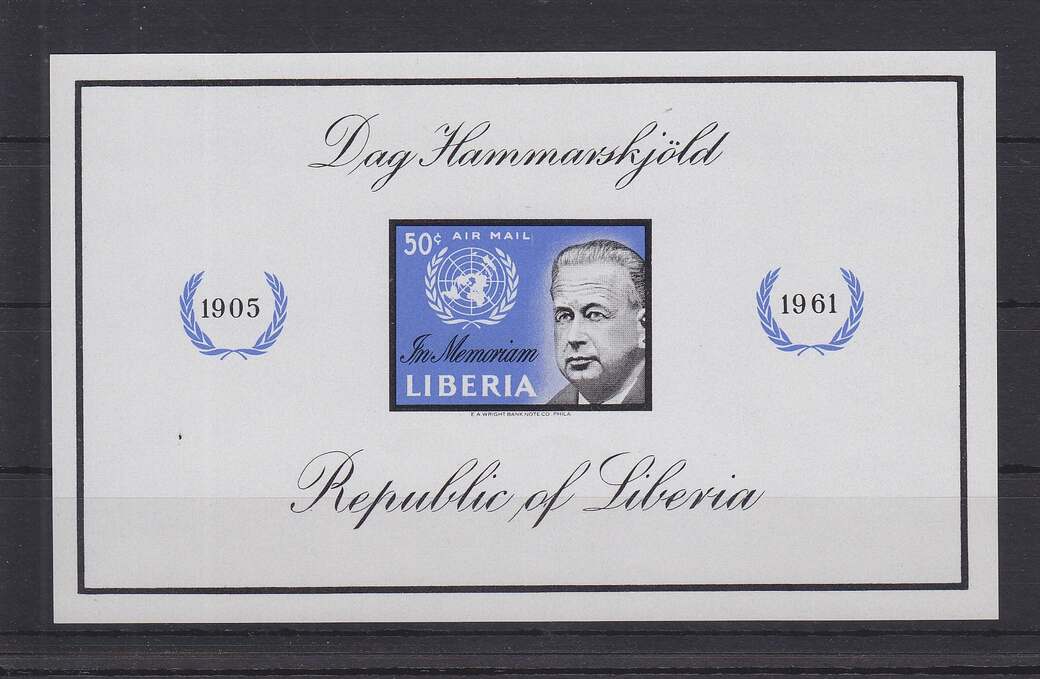 Dag Hammarskjöld
50¢ AIR MAIL
1905
1961
In Memoriam
LIBERIA
E. A. WRIGHT BANK NOTE CO. PHILA.
Republic of Liberia